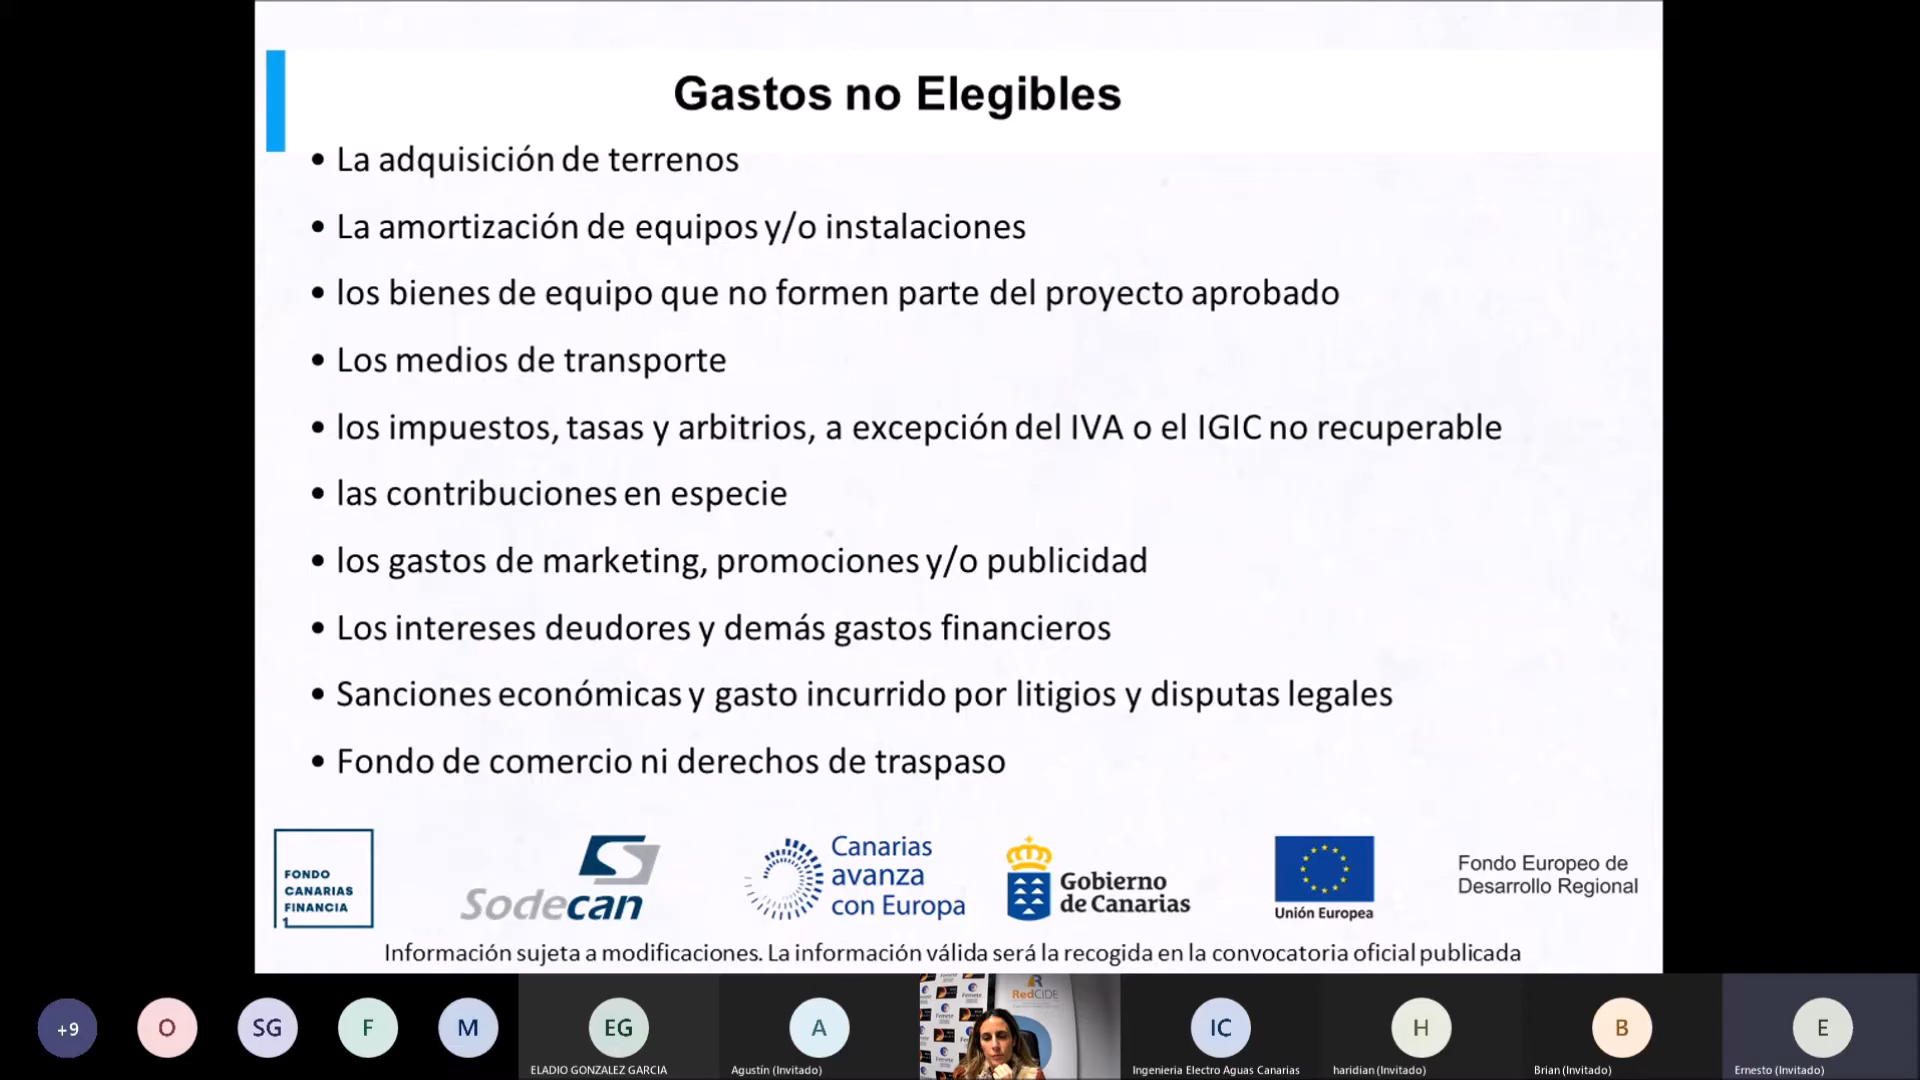 Gastos no Elegibles
• La adquisición de terrenos
• La amortización de equipos y/o instalaciones
• los bienes de equipo que no formen parte del proyecto aprobado
• Los medios de transporte
• los impuestos, tasas y arbitrios, a excepción del IVA o el IGIC no recuperable
• las contribuciones en especie
• los gastos de marketing, promociones y/o publicidad
• Los intereses deudores y demás gastos financieros
• Sanciones económicas y gasto incurrido por litigios y disputas legales
• Fondo de comercio ni derechos de traspaso
FONDO
CANARIAS
FINANCIA
1
Sodecan
Canarias
avanza
con Europa
Gobierno
de Canarias
Unión Europea
Fondo Europeo de
Desarrollo Regional
Información sujeta a modificaciones. La información válida será la recogida en la convocatoria oficial publicada
+9
O
SG
F
M
EG
ELADIO GONZALEZ GARCIA
A
Agustín (Invitado)
RedCIDE
Femete
IC
Ingenieria Electro Aguas Canarias
H
haridian (Invitado)
B
Brian (Invitado)
E
Ernesto (Invitado)